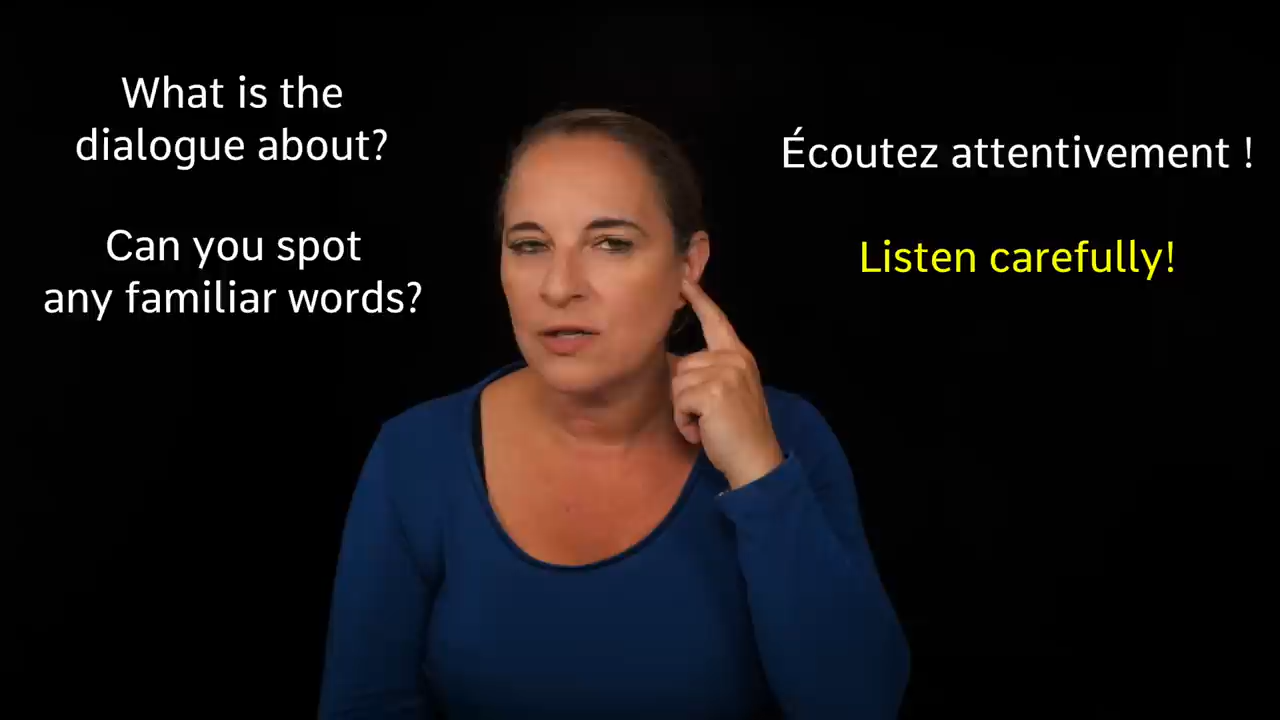 What is the
dialogue about?
Can you spot
any familiar words?
Écoutez attentivement !
Listen carefully!